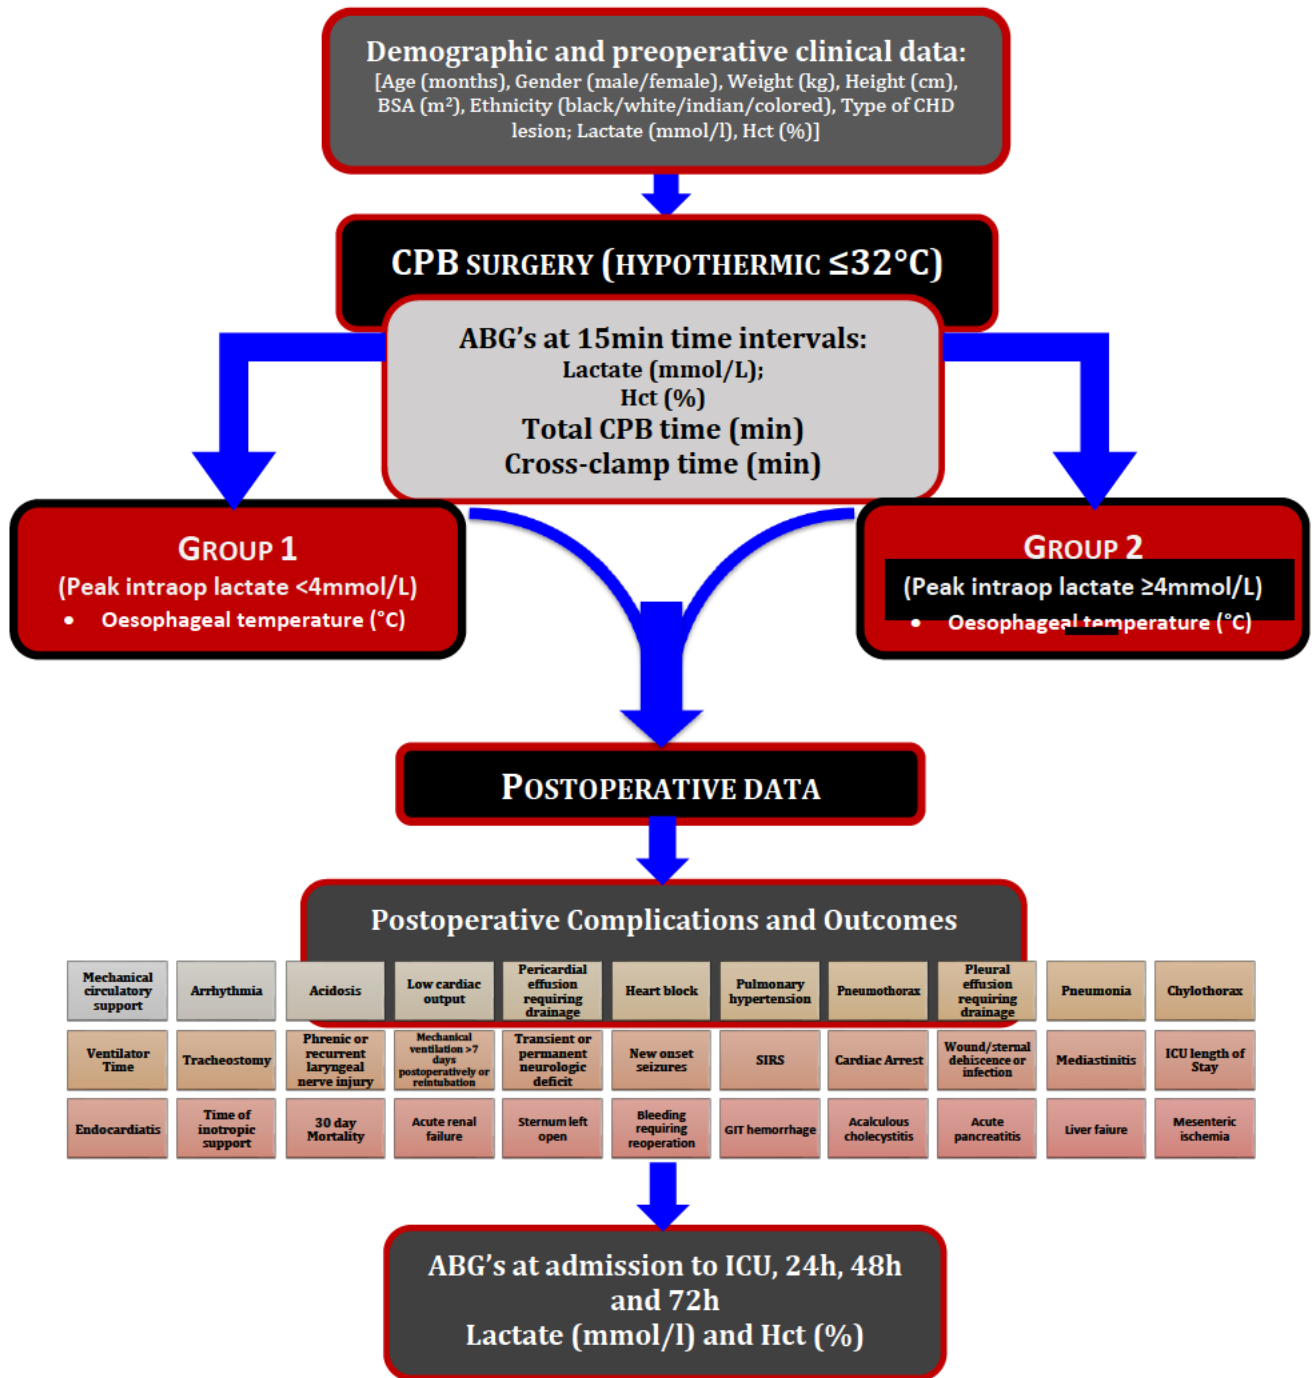 Demographic and preoperative clinical data:
[Age (months), Gender (male/female), Weight (kg), Height (cm),
BSA (m²), Ethnicity (black/white/indian/colored), Type of CHD
lesion; Lactate (mmol/l), Hct (%)]
CPB SURGERY (HYPOTHERMIC ≤32°C)
ABG's at 15min time intervals:
Lactate (mmol/L);
Hct (%)
Total CPB time (min)
Cross-clamp time (min)
GROUP 1
(Peak intraop lactate <4mmol/L)
• Oesophageal temperature (°C)
GROUP 2
(Peak intraop lactate ≥4mmol/L)
• Oesophageal temperature (°C)
POSTOPERATIVE DATA
Postoperative Complications and Outcomes
Mechanical
circulatory
support
Arrhythmia
Acidosis
Low cardiac
output
Pericardial
effusion
requiring
drainage
Heart block
Pulmonary
hypertension
Pneumothorax
Pleural
effusion
requiring
drainage
Pneumonia
Chylothorax
Ventilator
Time
Tracheostomy
Phrenic or
recurrent
laryngeal
nerve injury
Mechanical
ventilation >7
days
postoperatively or
reintubation
Transient or
permanent
neurologic
deficit
New onset
seizures
SIRS
Cardiac Arrest
Wound/sternal
dehiscence or
infection
Mediastinitis
ICU length of
Stay
Endocardiatis
Time of
inotropic
support
30 day
Mortality
Acute renal
failure
Sternum left
open
Bleeding
requiring
reoperation
GIT hemorrhage
Acalculous
cholecystitis
Acute
pancreatitis
Liver faiure
Mesenteric
ischemia
ABG's at admission to ICU, 24h, 48h
and 72h
Lactate (mmol/l) and Hct (%)